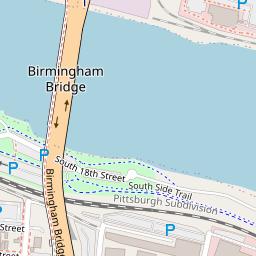 P
Birmingham
Bridge
P
P
South 18th Street
South Side Trail
Pittsburgh Subdivision
Birmingham Bridge
P
Street